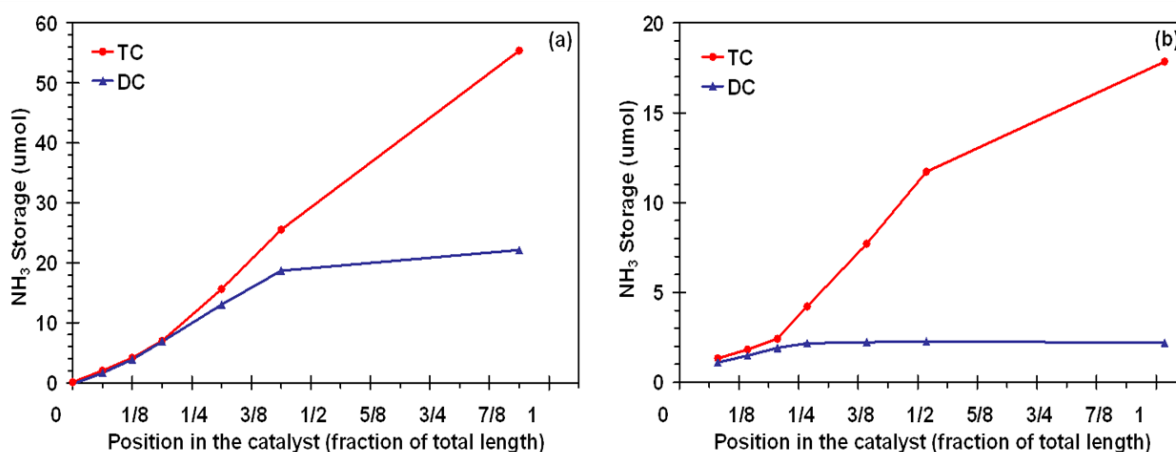 (a)
TC
DC
NH₃ Storage (umol)
60
50
40
30
20
10
0
0 1/8 1/4 3/8 1/2 5/8 3/4 7/8 1
Position in the catalyst (fraction of total length)
(b)
TC
DC
NH₃ Storage (umol)
20
15
10
5
0
0 1/8 1/4 3/8 1/2 5/8 3/4 7/8 1
Position in the catalyst (fraction of total length)